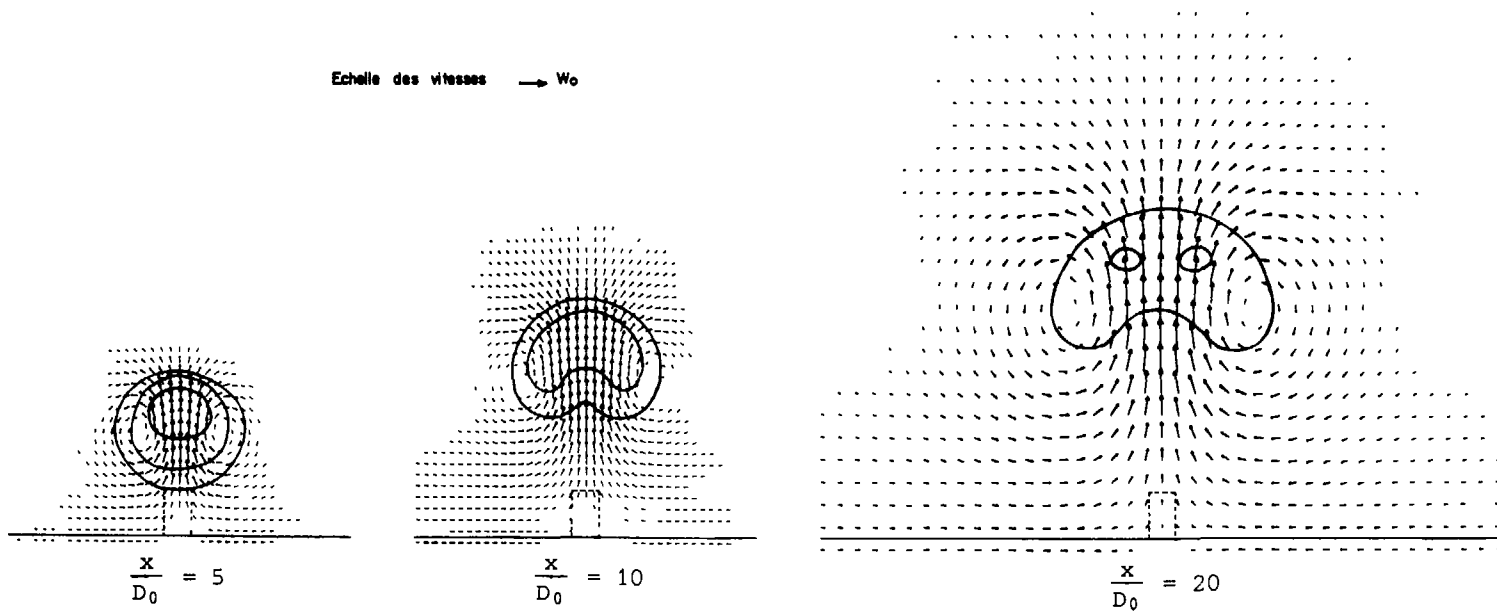 Echelle des vitesses → W₀
x/D₀ = 5
x/D₀ = 10
x/D₀ = 20